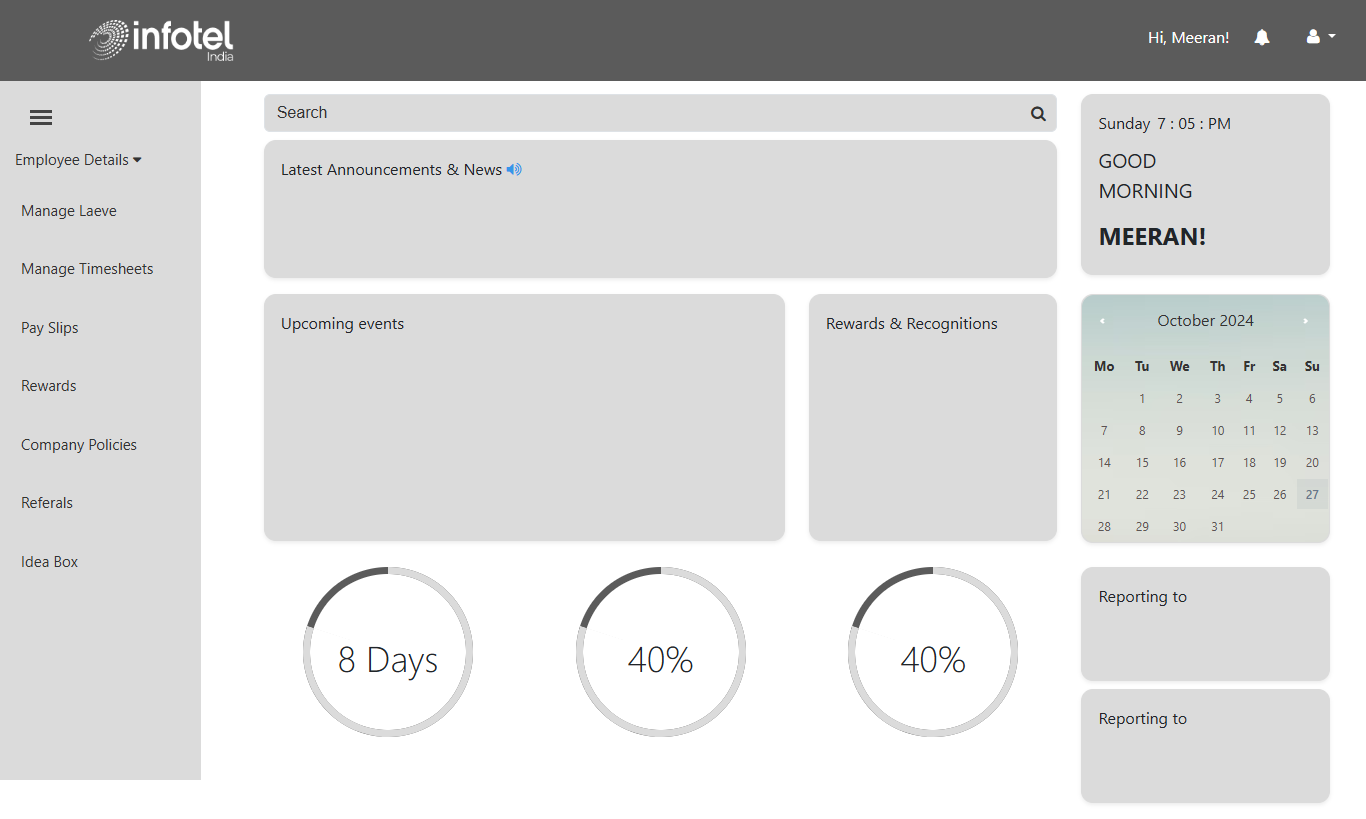 infotel
India
Hi, Meeran!
Employee Details
Manage Laeve
Manage Timesheets
Pay Slips
Rewards
Company Policies
Referals
Idea Box
Search
Latest Announcements & News
Upcoming events
Rewards & Recognitions
8 Days
40%
40%
Sunday 7 : 05 : PM
GOOD
MORNING
MEERAN!
October 2024
Mo Tu We Th Fr Sa Su
1 2 3 4 5 6
7 8 9 10 11 12 13
14 15 16 17 18 19 20
21 22 23 24 25 26 27
28 29 30 31
Reporting to
Reporting to